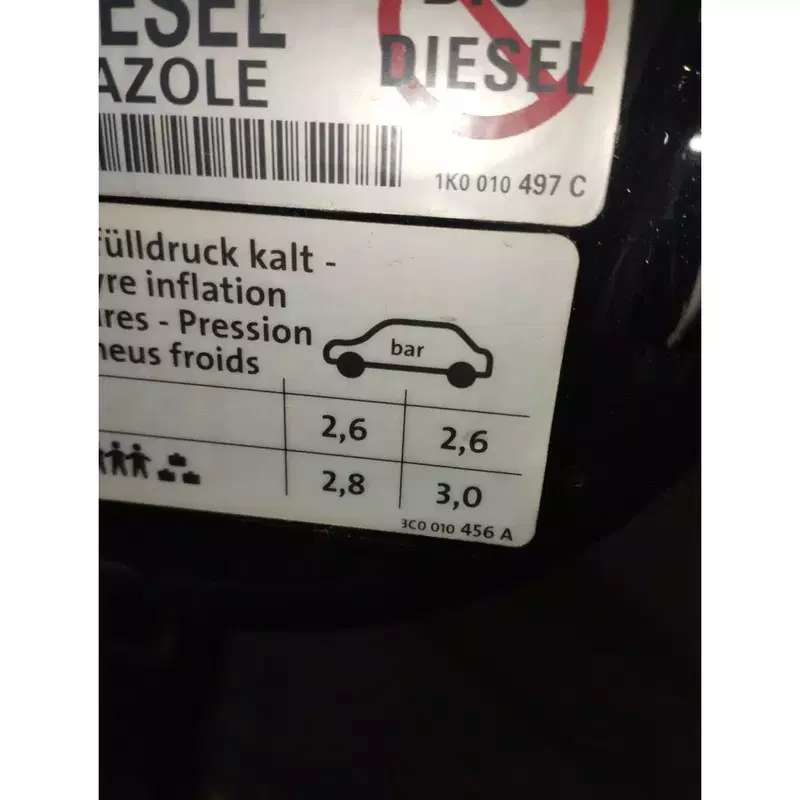 ESEL
AZOLE
DIESEL
1K0 010 497 C
Fülldruck kalt -
yre inflation
ires - Pression
neus froids
bar
2,6 2,6
2,8 3,0
3C0 010 456 A